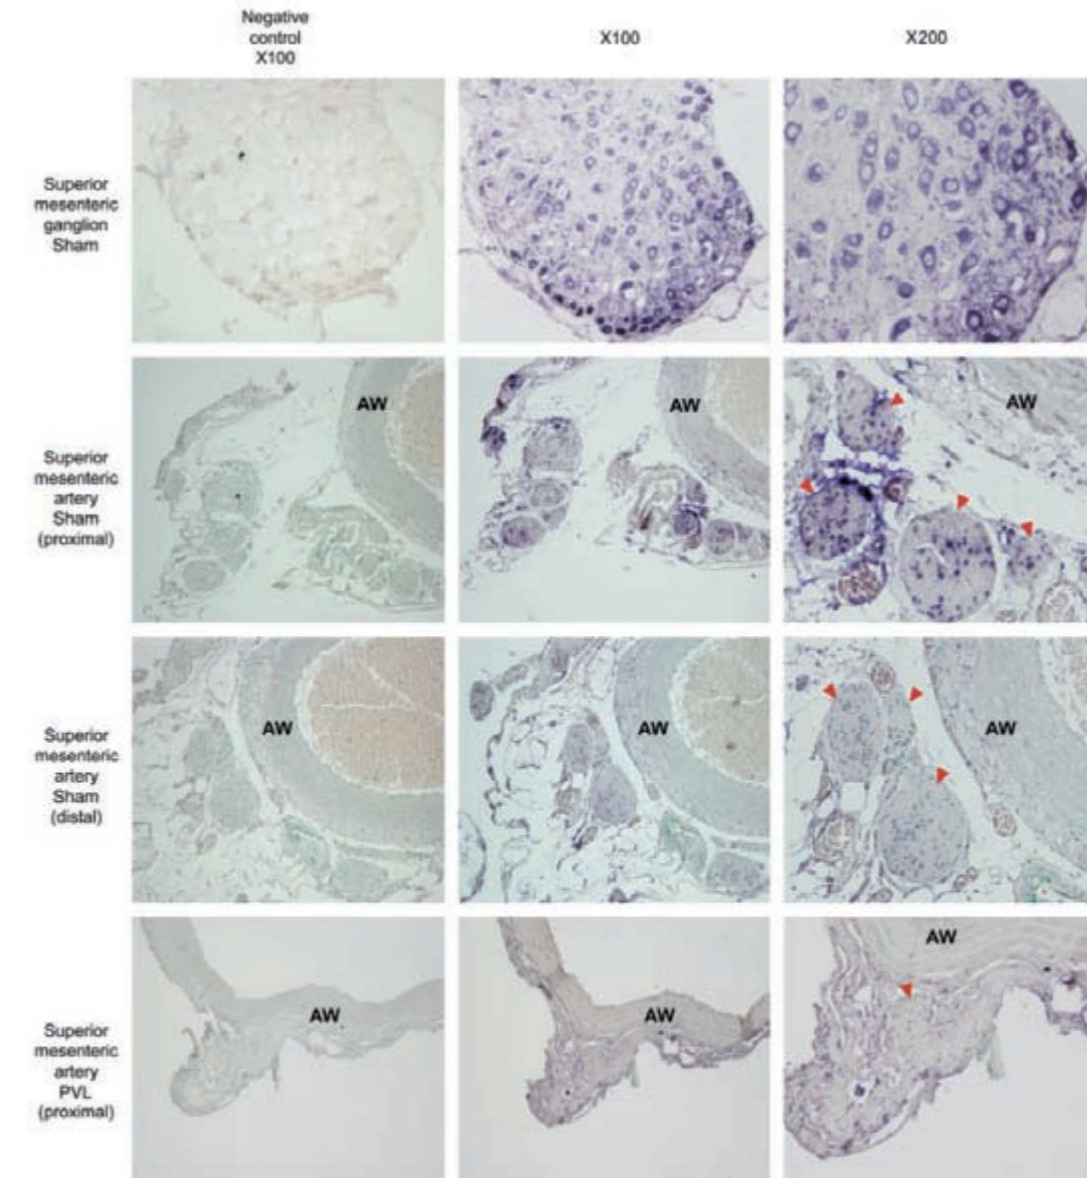 Negative
control
X100
X100
X200
Superior
mesenteric
ganglion
Sham
AW
AW
AW
Superior
mesenteric
artery
Sham
(proximal)
AW
AW
AW
Superior
mesenteric
artery
Sham
(distal)
AW
AW
AW
Superior
mesenteric
artery
PVL
(proximal)